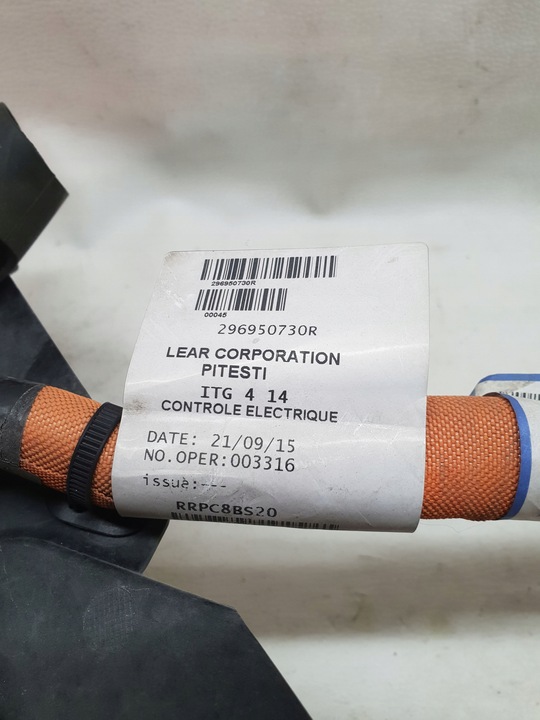 296950730R
00045
296950730R
LEAR CORPORATION
PITESTI
ITG 4 14
CONTROLE ELECTRIQUE
DATE: 21/09/15
NO.OPER:003316
issue:---
RRPC8BS20